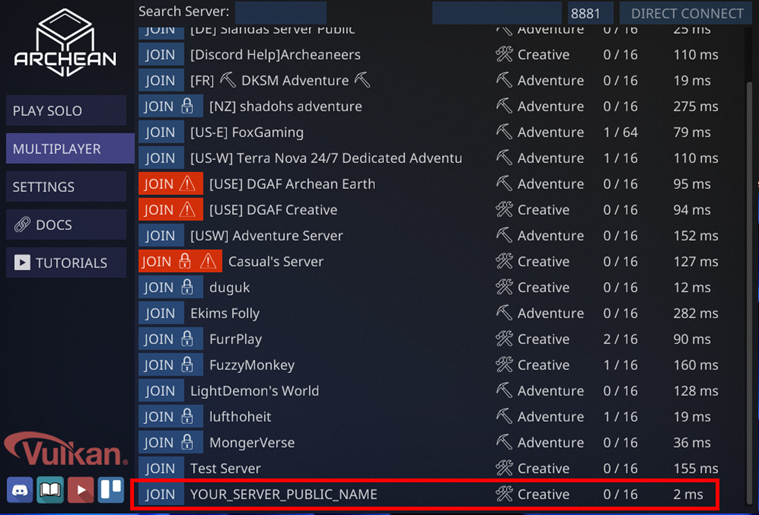 ARCHEAN
PLAY SOLO
MULTIPLAYER
SETTINGS
DOCS
TUTORIALS
Vulkan.
Search Server: 8881 DIRECT CONNECT
JOIN [DE] Slandas Server Public Adventure 0 / 16 25 ms
JOIN [Discord Help]Archeaneers Creative 0 / 16 110 ms
JOIN [FR] DKSM Adventure Adventure 0 / 16 19 ms
JOIN [NZ] shadohs adventure Adventure 0 / 16 275 ms
JOIN [US-E] FoxGaming Adventure 1 / 64 79 ms
JOIN [US-W] Terra Nova 24/7 Dedicated Adventu Adventure 1 / 16 110 ms
JOIN [USE] DGAF Archean Earth Adventure 0 / 16 95 ms
JOIN [USE] DGAF Creative Creative 0 / 16 94 ms
JOIN [USW] Adventure Server Adventure 0 / 16 152 ms
JOIN Casual's Server Creative 0 / 16 127 ms
JOIN duguk Creative 0 / 16 12 ms
JOIN Ekims Folly Adventure 0 / 16 282 ms
JOIN FurrPlay Creative 2 / 16 90 ms
JOIN FuzzyMonkey Creative 1 / 16 160 ms
JOIN LightDemon's World Adventure 0 / 16 128 ms
JOIN lufthoheit Adventure 1 / 16 19 ms
JOIN MongerVerse Adventure 0 / 16 36 ms
JOIN Test Server Creative 0 / 16 155 ms
JOIN YOUR_SERVER_PUBLIC_NAME Creative 0/16 2 ms